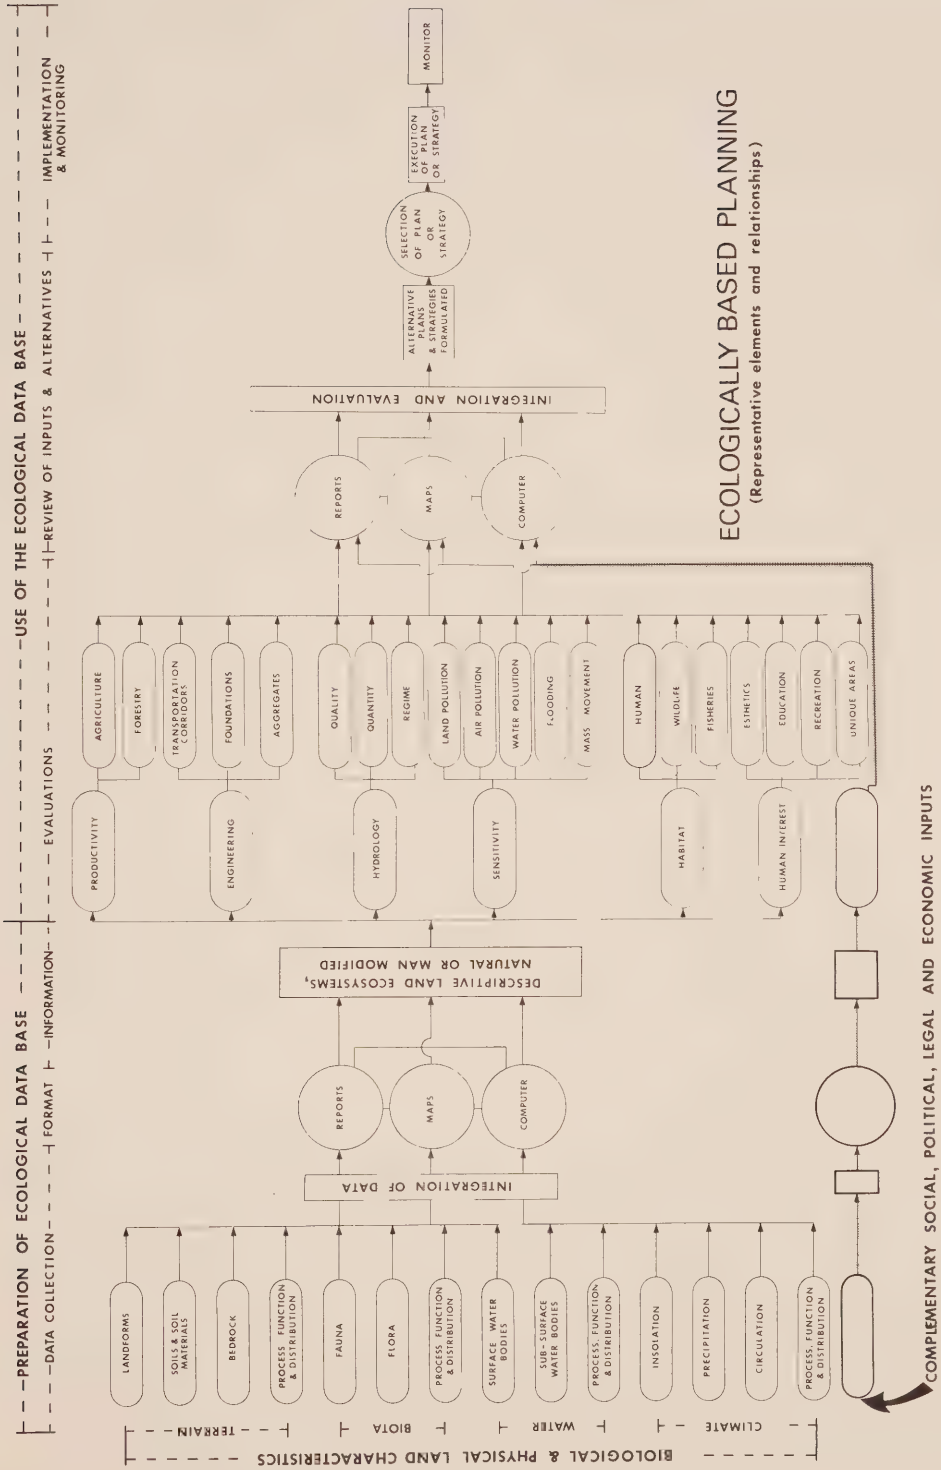 PREPARATION OF ECOLOGICAL DATA BASE
USE OF THE ECOLOGICAL DATA BASE
DATA COLLECTION
FORMAT
INFORMATION
EVALUATIONS
REVIEW OF INPUTS & ALTERNATIVES
IMPLEMENTATION
& MONITORING
BIOLOGICAL & PHYSICAL LAND CHARACTERISTICS
TERRAIN
BIOTA
WATER
CLIMATE
LANDFORMS
SOILS & SOIL
MATERIALS
BEDROCK
PROCESS FUNCTION
& DISTRIBUTION
FAUNA
FLORA
PROCESS FUNCTION
& DISTRIBUTION
SURFACE WATER
BODIES
SUB-SURFACE
WATER BODIES
PROCESS, FUNCTION
& DISTRIBUTION
INSOLATION
PRECIPITATION
CIRCULATION
PROCESS, FUNCTION
& DISTRIBUTION
INTEGRATION OF DATA
REPORTS
MAPS
COMPUTER
DESCRIPTIVE LAND ECOSYSTEMS,
NATURAL OR MAN MODIFIED
PRODUCTIVITY
ENGINEERING
HYDROLOGY
SENSITIVITY
HABITAT
HUMAN INTEREST
AGRICULTURE
FORESTRY
TRANSPORTATION
CORRIDORS
FOUNDATIONS
AGGREGATES
QUALITY
QUANTITY
REGIME
LAND POLLUTION
AIR POLLUTION
WATER POLLUTION
FLOODING
MASS MOVEMENT
HUMAN
WILDLIFE
FISHERIES
ESTHETICS
EDUCATION
RECREATION
UNIQUE AREAS
REPORTS
MAPS
COMPUTER
INTEGRATION AND EVALUATION
ALTERNATIVE
PLANS
& STRATEGIES
FORMULATED
SELECTION
OF PLAN
OR
STRATEGY
EXECUTION
OF PLAN
OR STRATEGY
MONITOR
ECOLOGICALLY BASED PLANNING
(Representative elements and relationships)
COMPLEMENTARY SOCIAL, POLITICAL, LEGAL AND ECONOMIC INPUTS